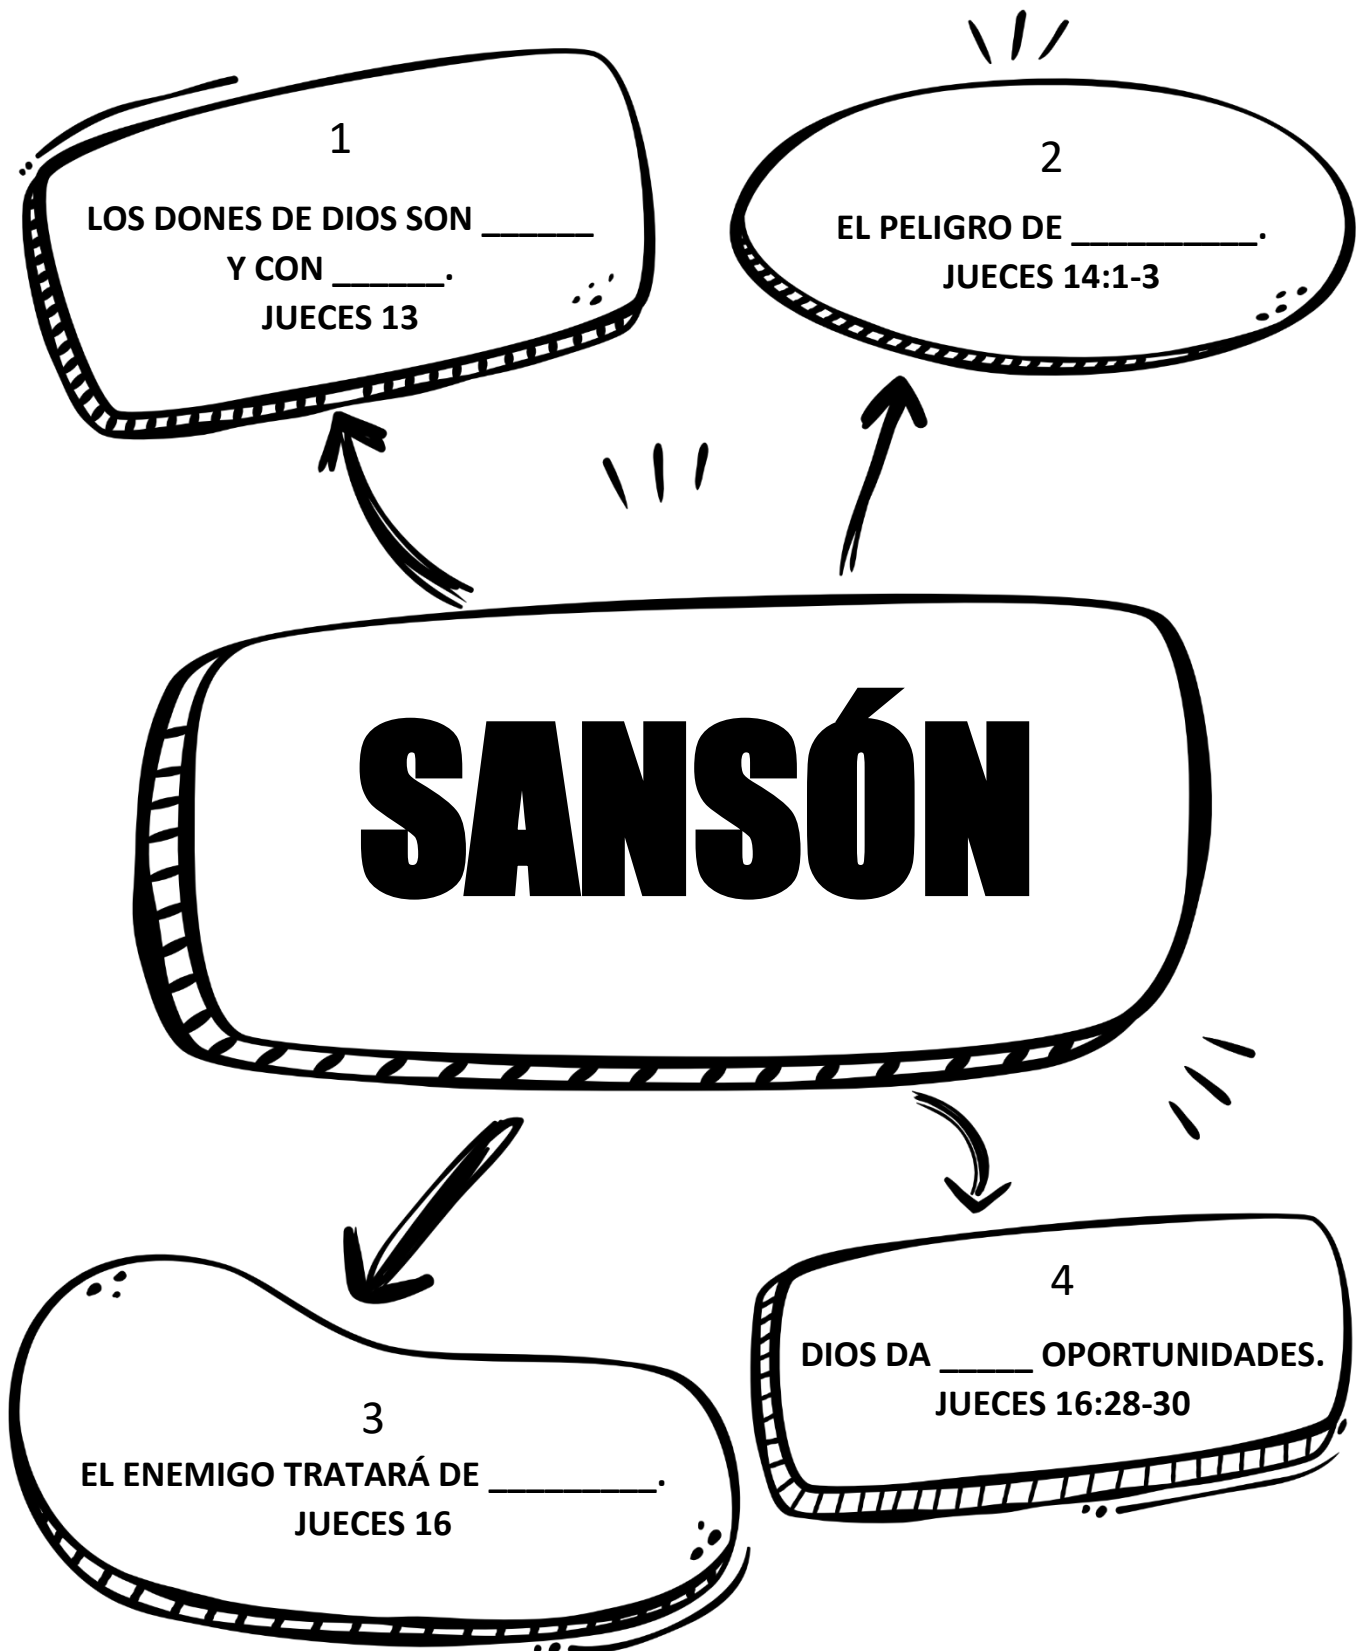 1
LOS DONES DE DIOS SON ______
Y CON ______.
JUECES 13
2
EL PELIGRO DE __________.
JUECES 14:1-3
SANSÓN
3
EL ENEMIGO TRATARÁ DE _________.
JUECES 16
4
DIOS DA _____ OPORTUNIDADES.
JUECES 16:28-30